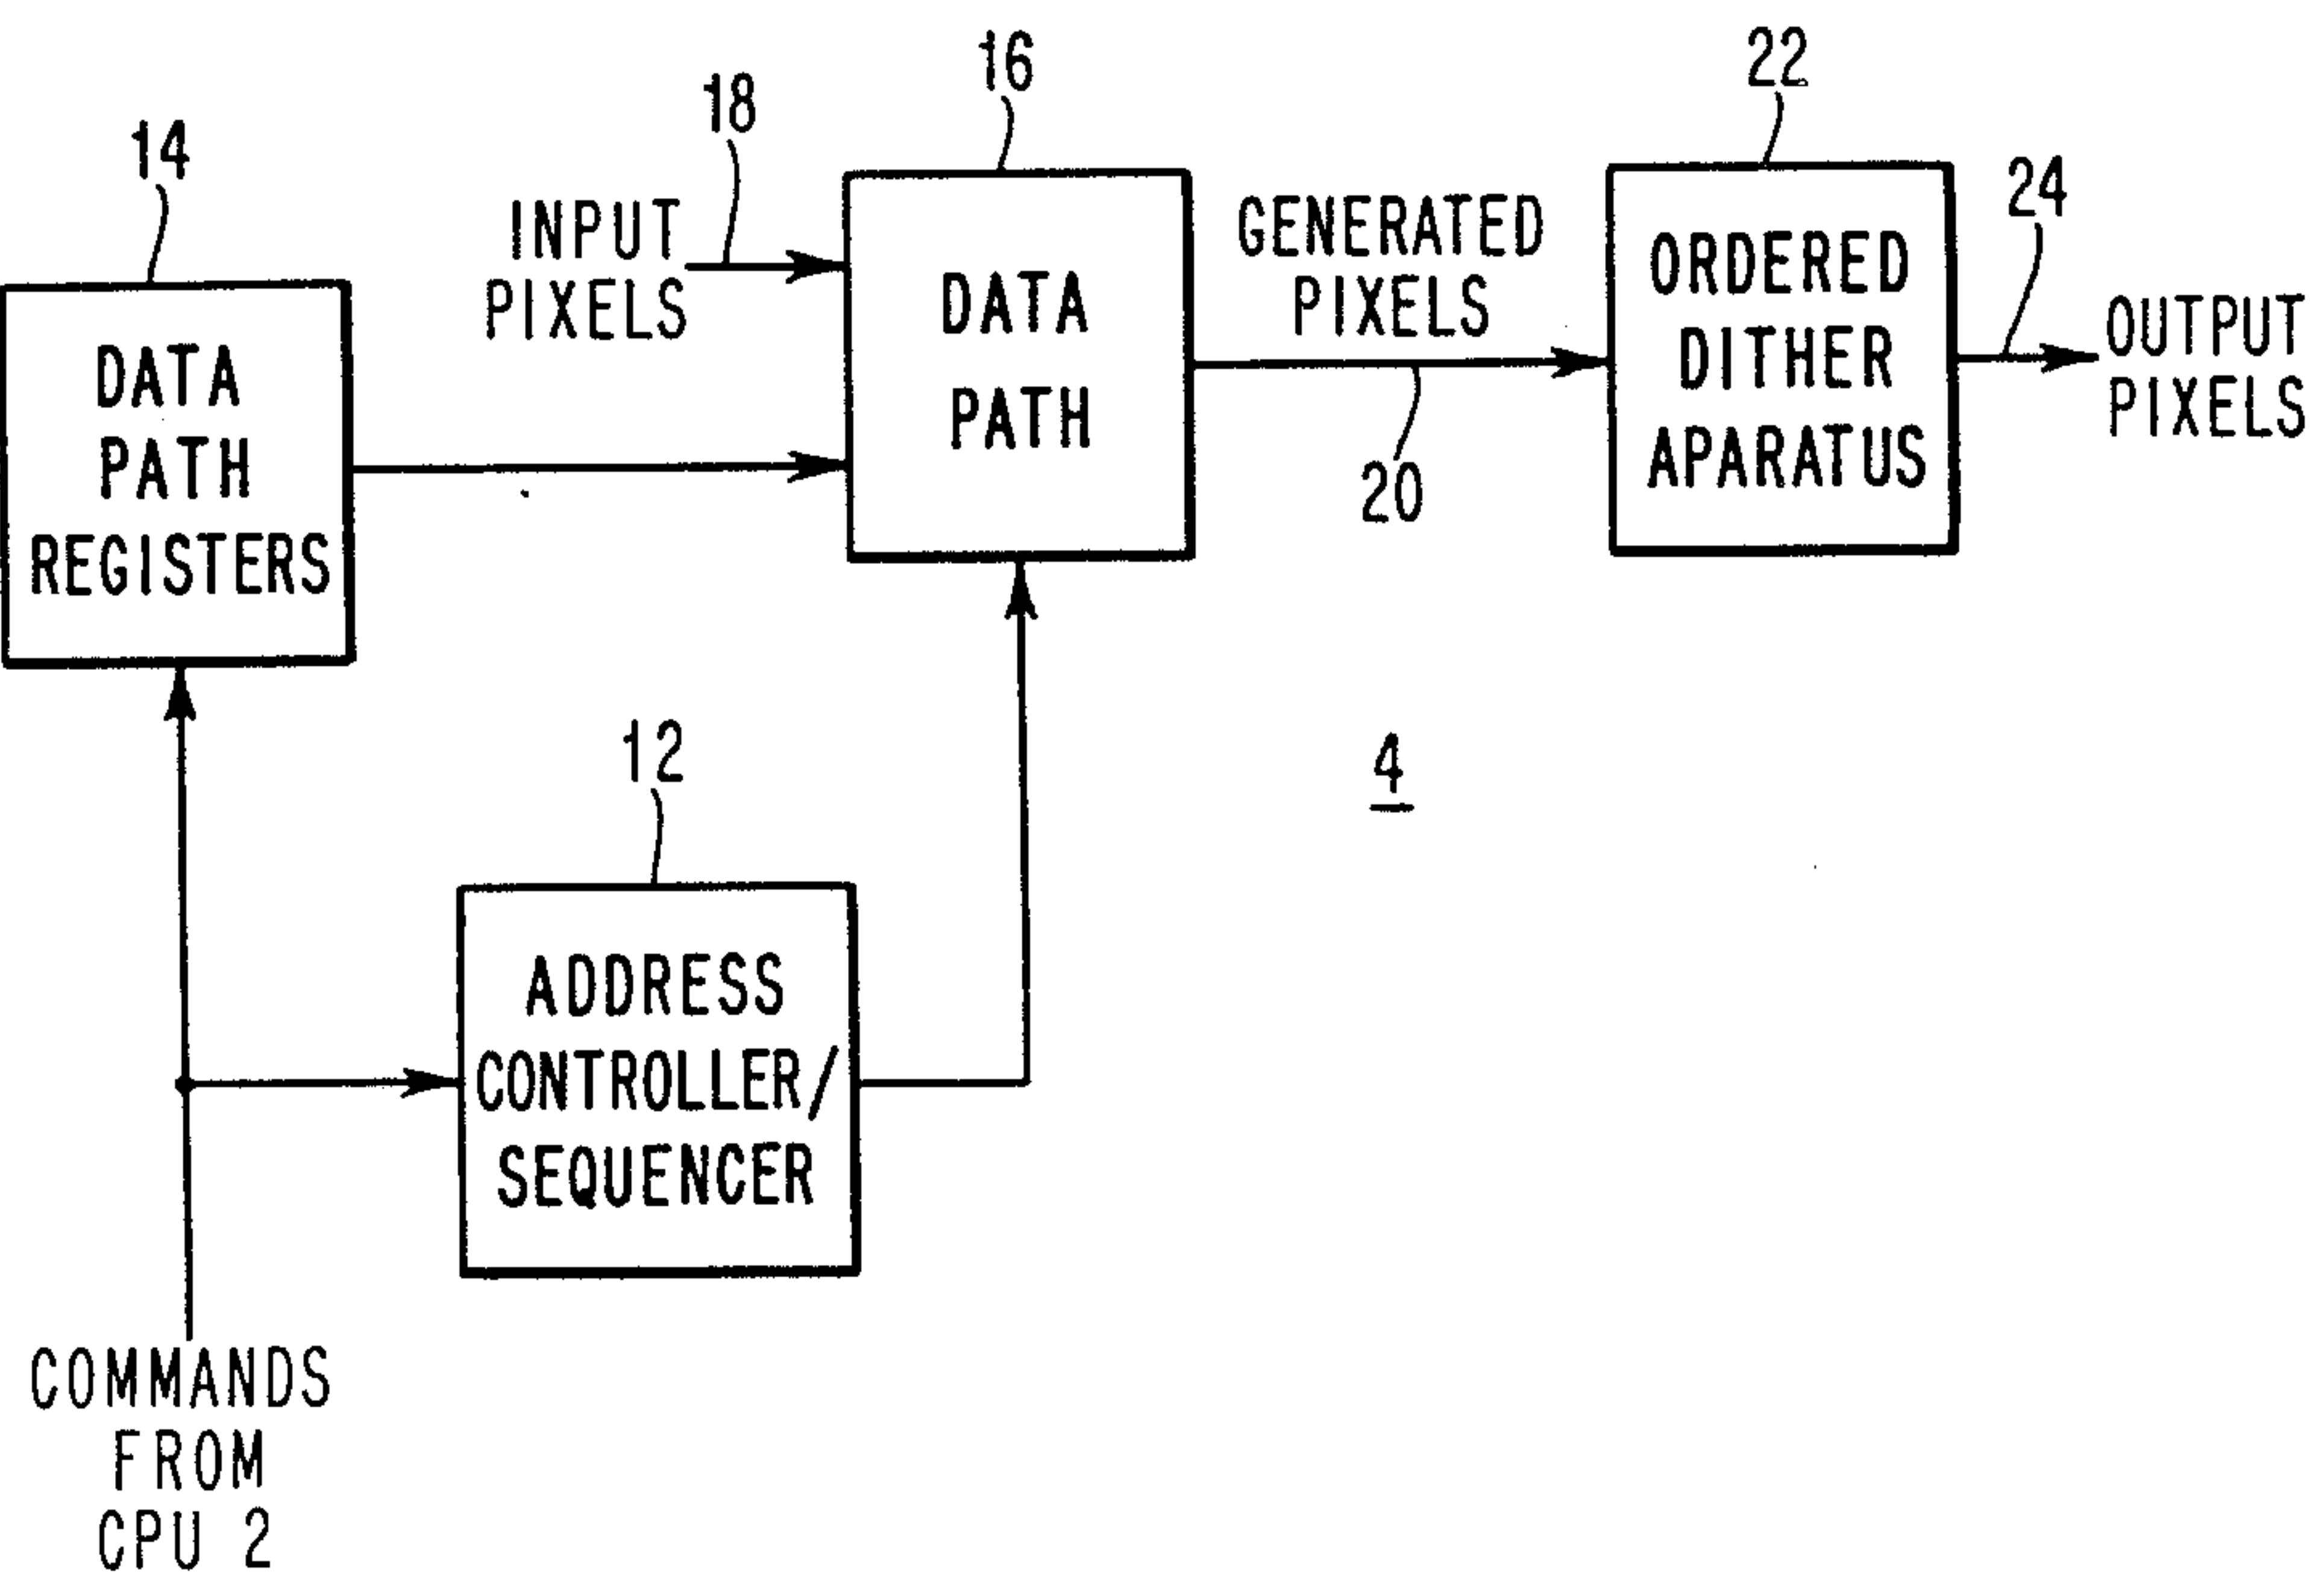 14
DATA
PATH
REGISTERS
INPUT
PIXELS
18
16
DATA
PATH
GENERATED
PIXELS
20
22
ORDERED
DITHER
APARATUS
24
OUTPUT
PIXELS
12
ADDRESS
CONTROLLER/
SEQUENCER
4
COMMANDS
FROM
CPU 2